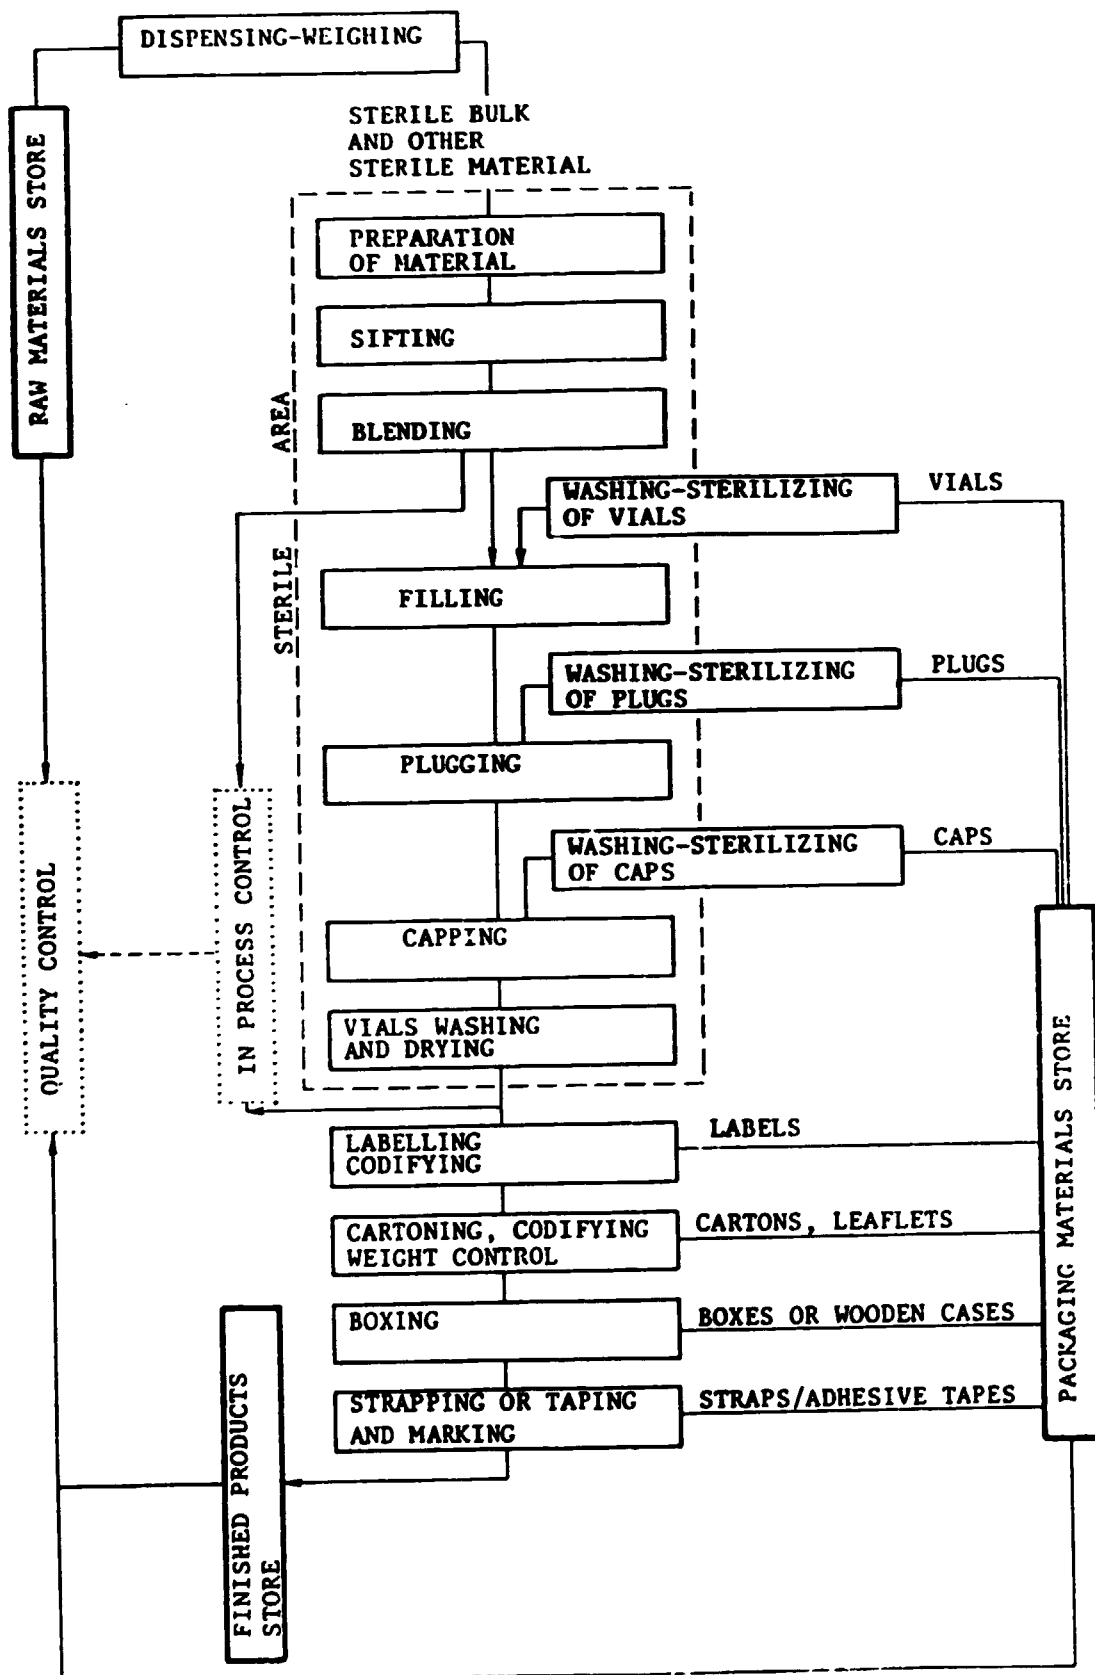 DISPENSING-WEIGHING
RAW MATERIALS STORE
STERILE BULK
AND OTHER
STERILE MATERIAL
PREPARATION
OF MATERIAL
SIFTING
BLENDING
STERILE AREA
WASHING-STERILIZING
OF VIALS
VIALS
FILLING
WASHING-STERILIZING
OF PLUGS
PLUGS
PLUGGING
WASHING-STERILIZING
OF CAPS
CAPS
CAPPING
QUALITY CONTROL
IN PROCESS CONTROL
VIALS WASHING
AND DRYING
PACKAGING MATERIALS STORE
LABELLING
CODIFYING
LABELS
CARTONING, CODIFYING
WEIGHT CONTROL
CARTONS, LEAFLETS
BOXING
BOXES OR WOODEN CASES
STRAPPING OR TAPING
AND MARKING
STRAPS/ADHESIVE TAPES
FINISHED PRODUCTS
STORE